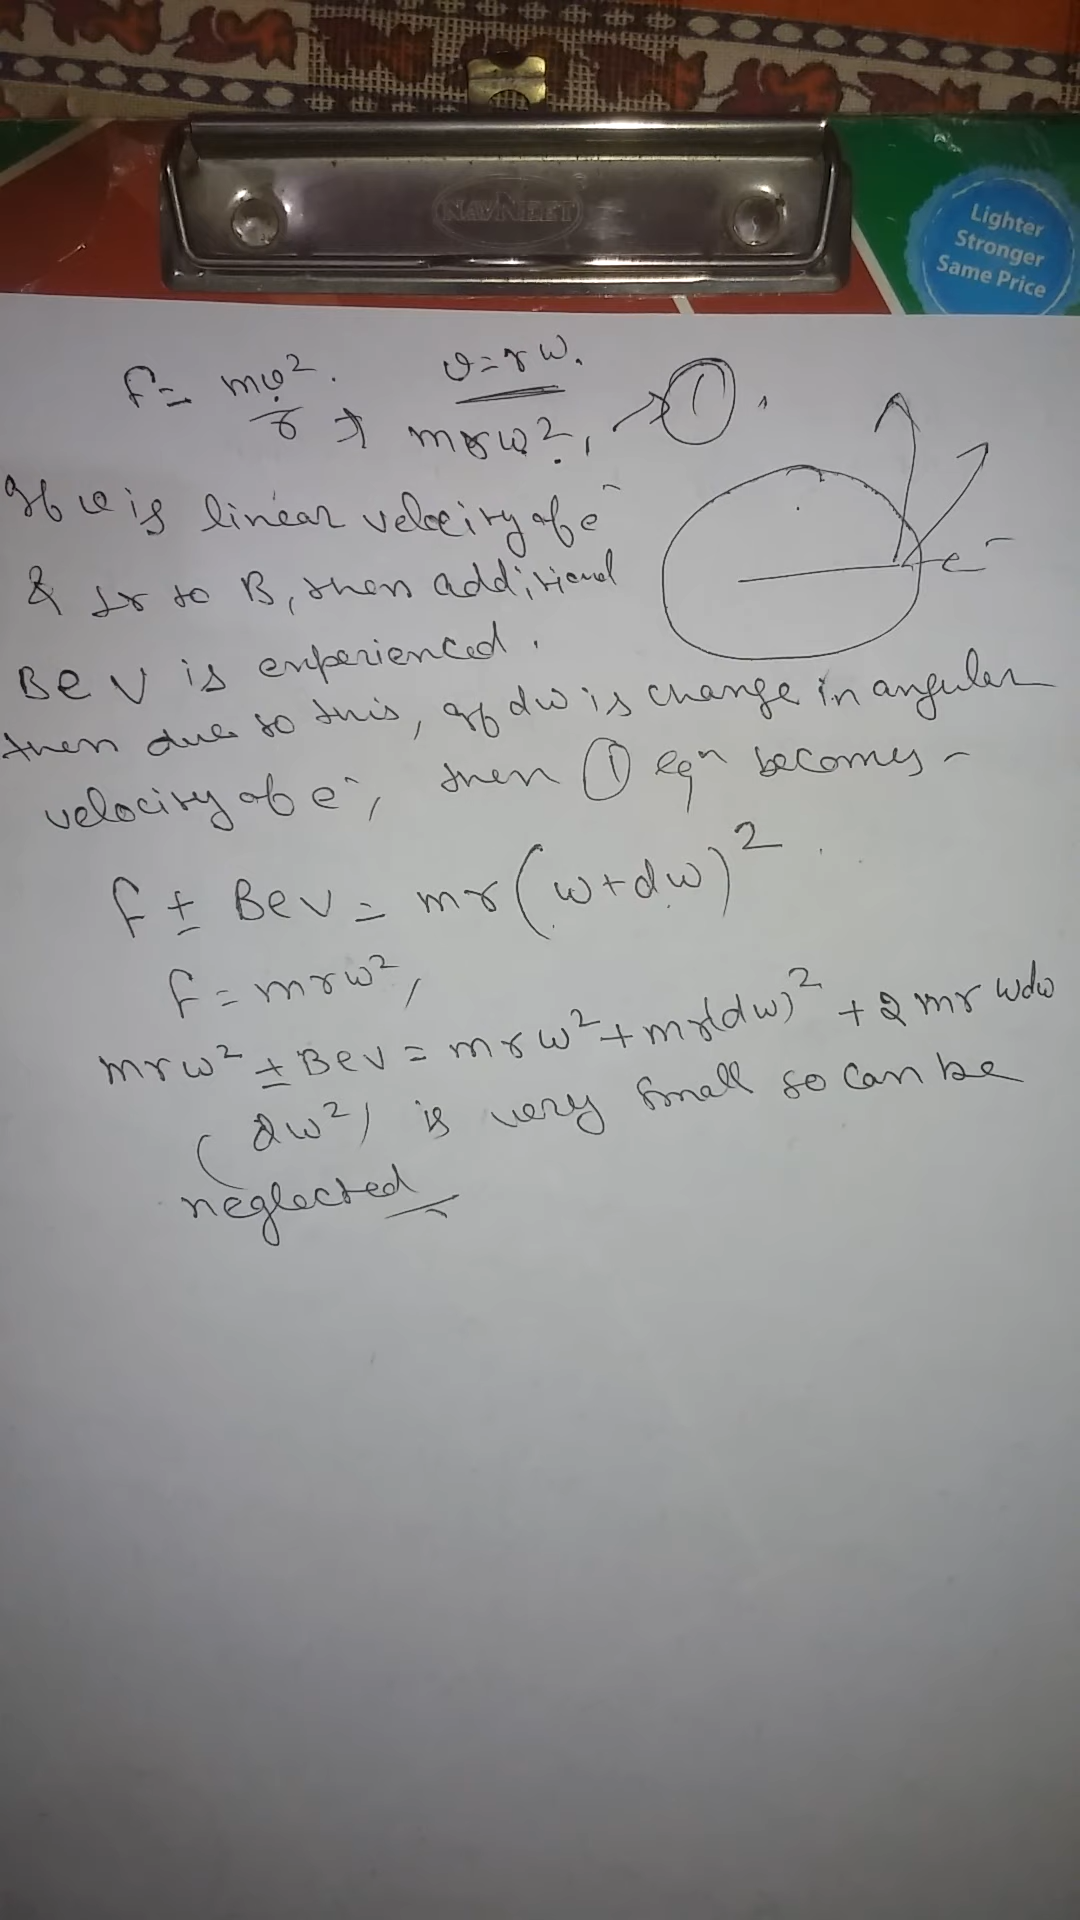 NAVNEET
Lighter
Stronger
Same Price
F = mv²/r ⇒ mrω², → ①.
v = rω.
If v is linear velocity of e⁻
& ⊥r to B, then additional
Bev is experienced.
then due to this, if dω is change in angular
velocity of e⁻, then ① eqⁿ becomes –
e⁻
F ± Bev = mr(ω+dω)²
F = mrω²,
mrω² ± Bev = mrω² + mr(dω)² + 2mr ωdω
(dω²) is very small so can be
neglected